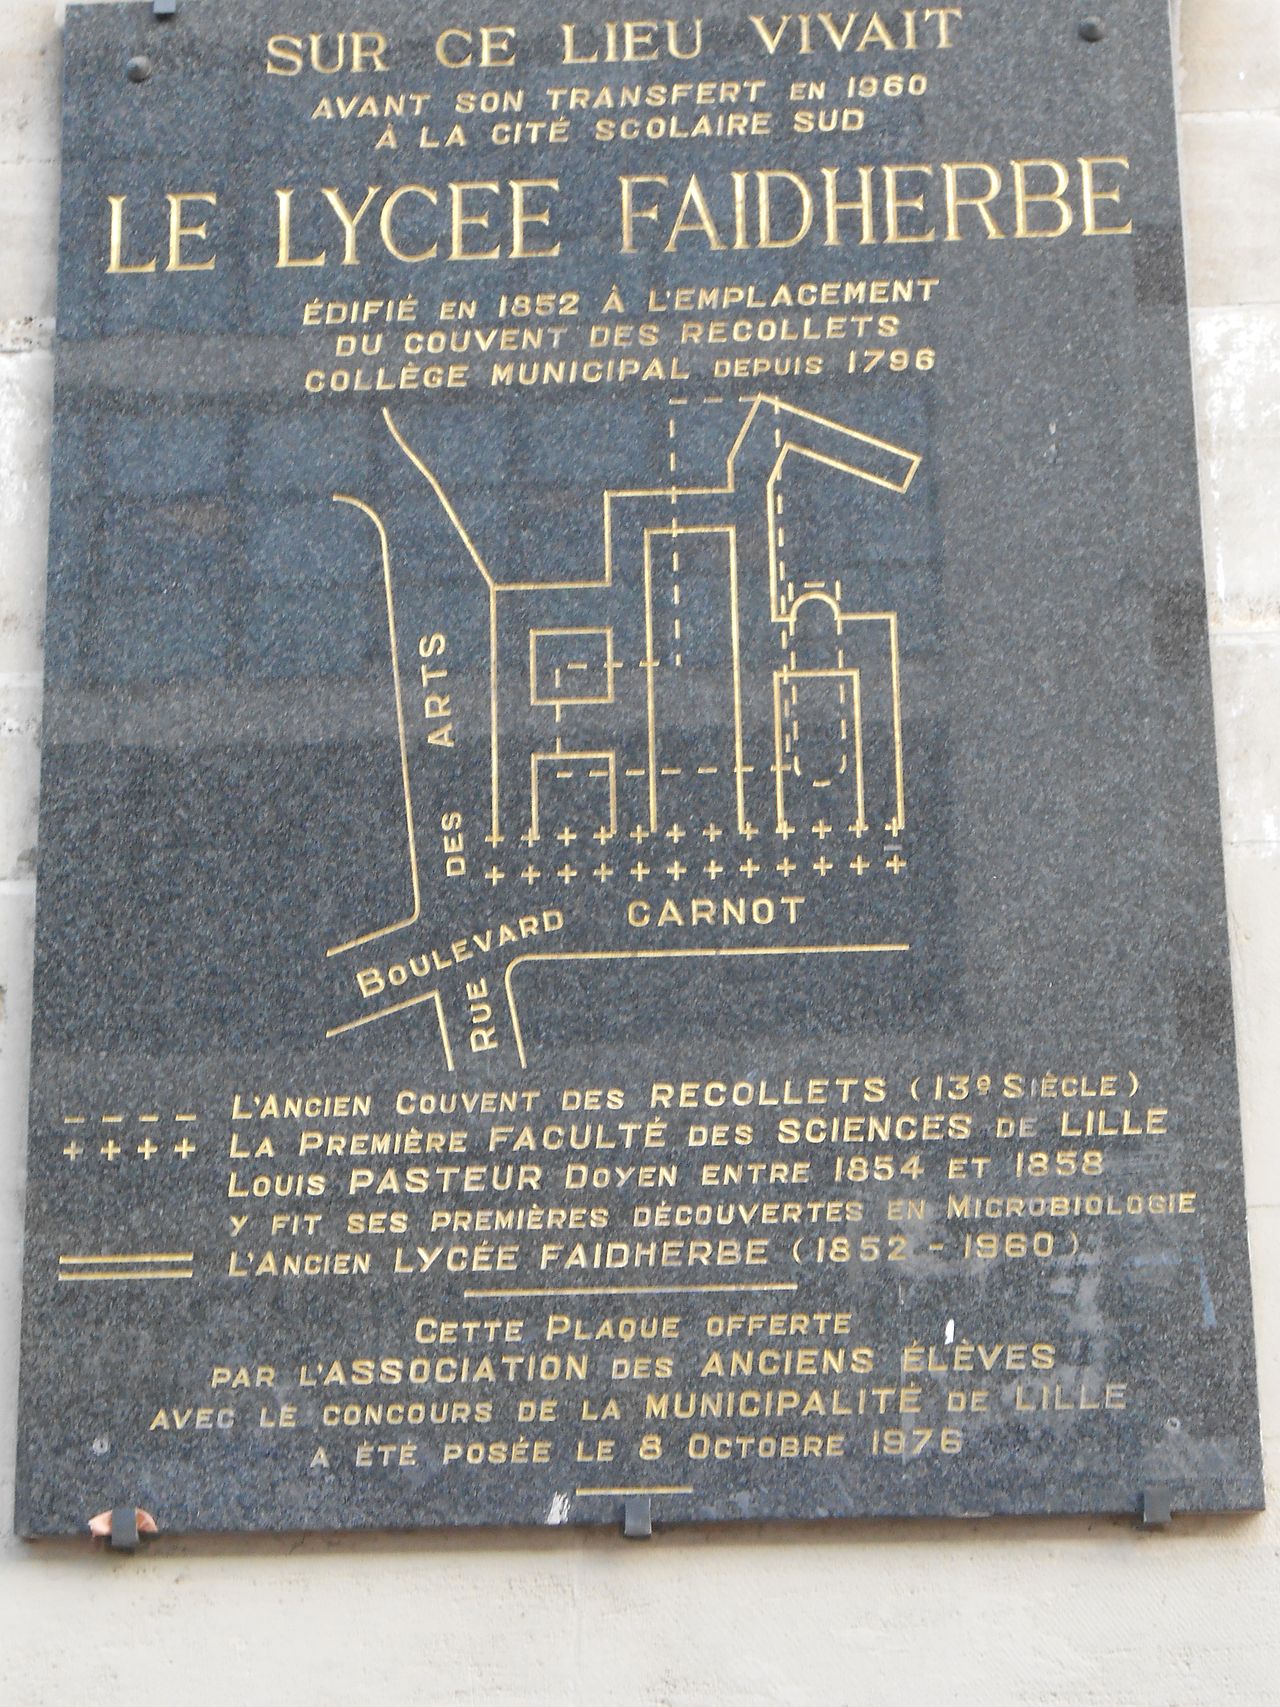 SUR CE LIEU VIVAIT
AVANT SON TRANSFERT EN 1960
À LA CITÉ SCOLAIRE SUD
LE LYCEE FAIDHERBE
ÉDIFIÉ EN 1852 À L'EMPLACEMENT
DU COUVENT DES RECOLLETS
COLLÈGE MUNICIPAL DEPUIS 1796
RUE DES ARTS
BOULEVARD CARNOT
L'ANCIEN COUVENT DES RECOLLETS (13e SIÈCLE)
LA PREMIÈRE FACULTÉ DES SCIENCES DE LILLE
LOUIS PASTEUR DOYEN ENTRE 1854 ET 1858
Y FIT SES PREMIÈRES DÉCOUVERTES EN MICROBIOLOGIE
L'ANCIEN LYCÉE FAIDHERBE (1852 - 1960)
CETTE PLAQUE OFFERTE
PAR L'ASSOCIATION DES ANCIENS ÉLÈVES
AVEC LE CONCOURS DE LA MUNICIPALITÉ DE LILLE
A ÉTÉ POSÉE LE 8 OCTOBRE 1976